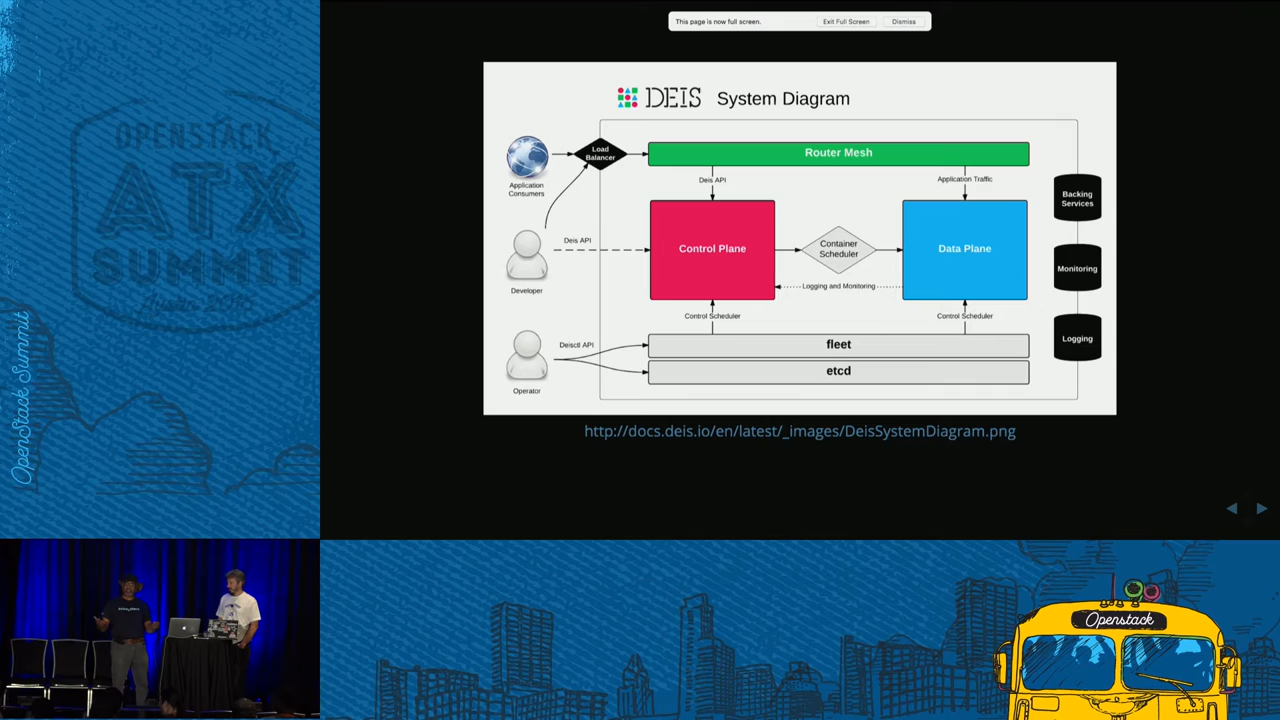 This page is now full screen.
Exit Full Screen
Dismiss
DEIS System Diagram
Load
Balancer
Router Mesh
Application
Consumers
Deis API
Application Traffic
Backing
Services
Deis API
Control Plane
Container
Scheduler
Data Plane
Monitoring
Developer
Logging and Monitoring
Control Scheduler
Control Scheduler
Deisctl API
fleet
Logging
etcd
Operator
http://docs.deis.io/en/latest/_images/DeisSystemDiagram.png
OPENSTACK
ATX
SUMMIT
OpenStack Summit
Openstack